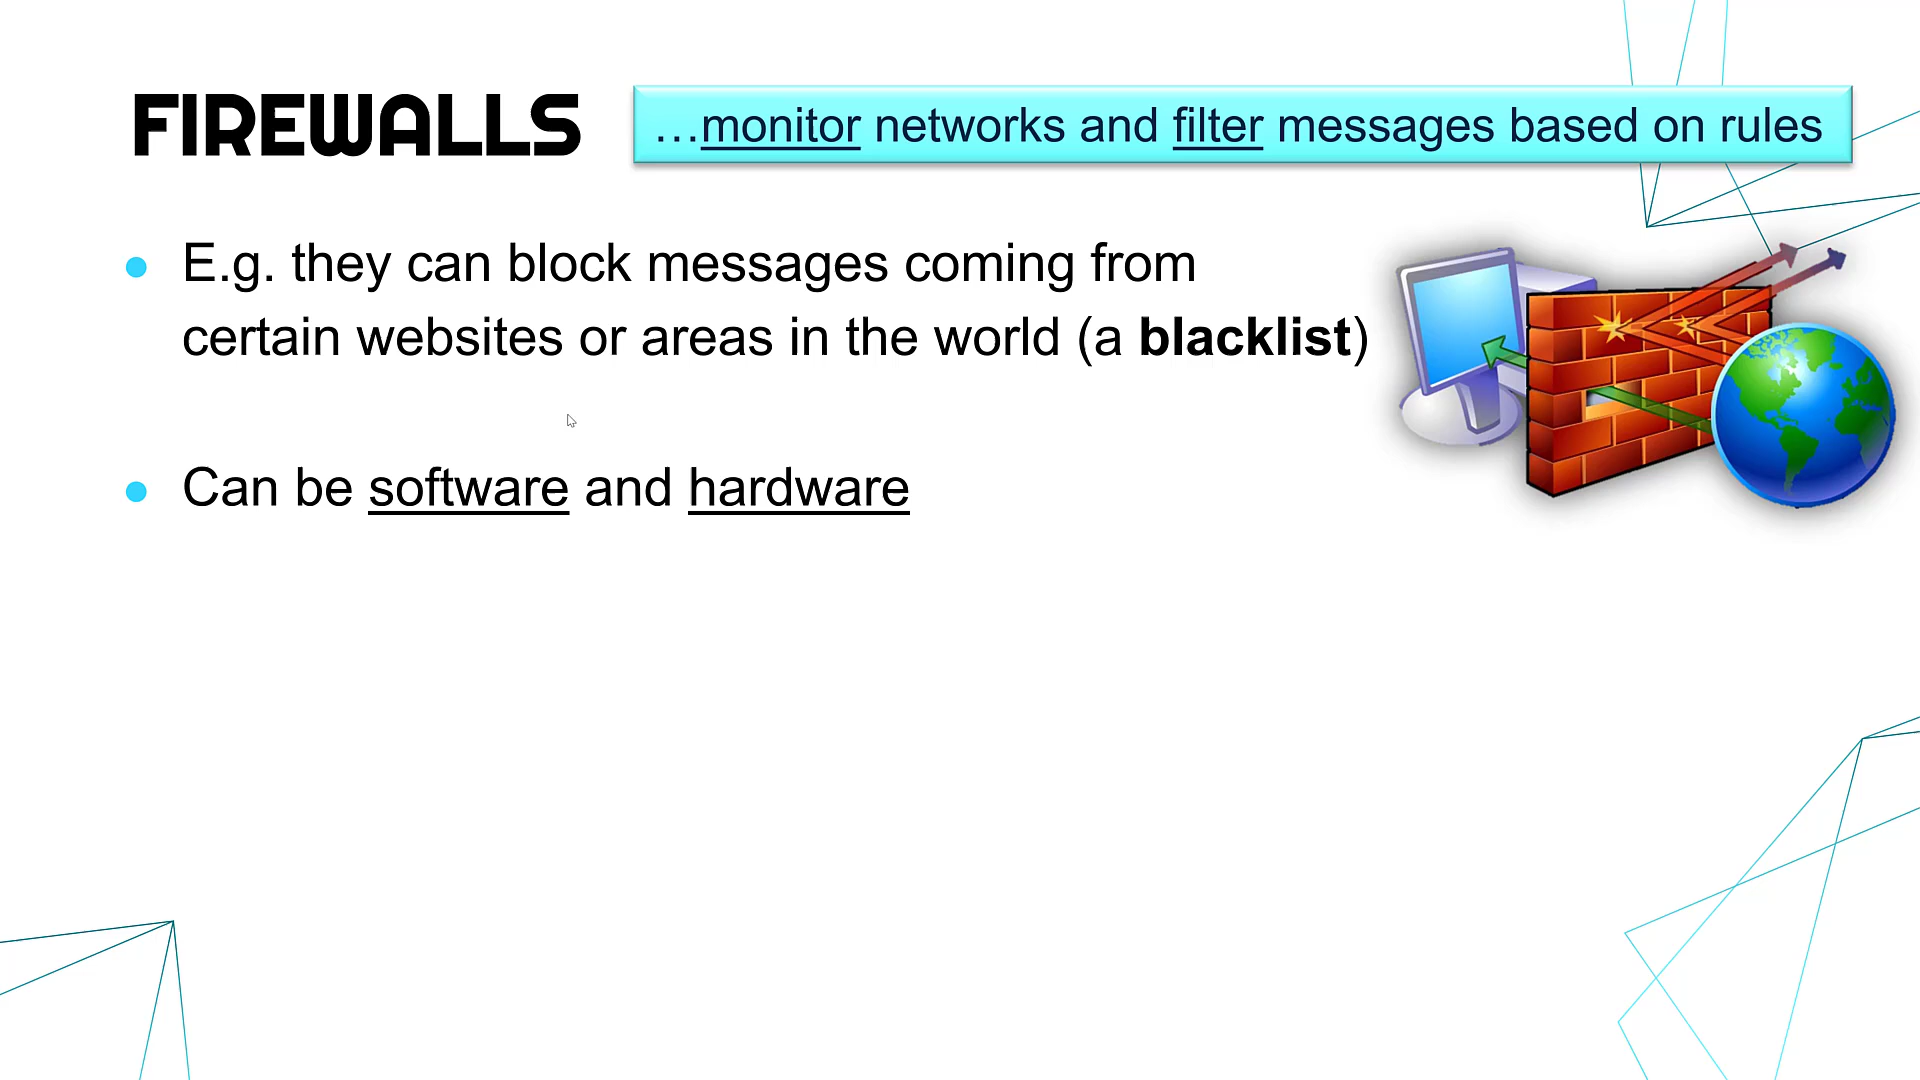 FIREWALLS
…monitor networks and filter messages based on rules
E.g. they can block messages coming from
certain websites or areas in the world (a blacklist)
Can be software and hardware